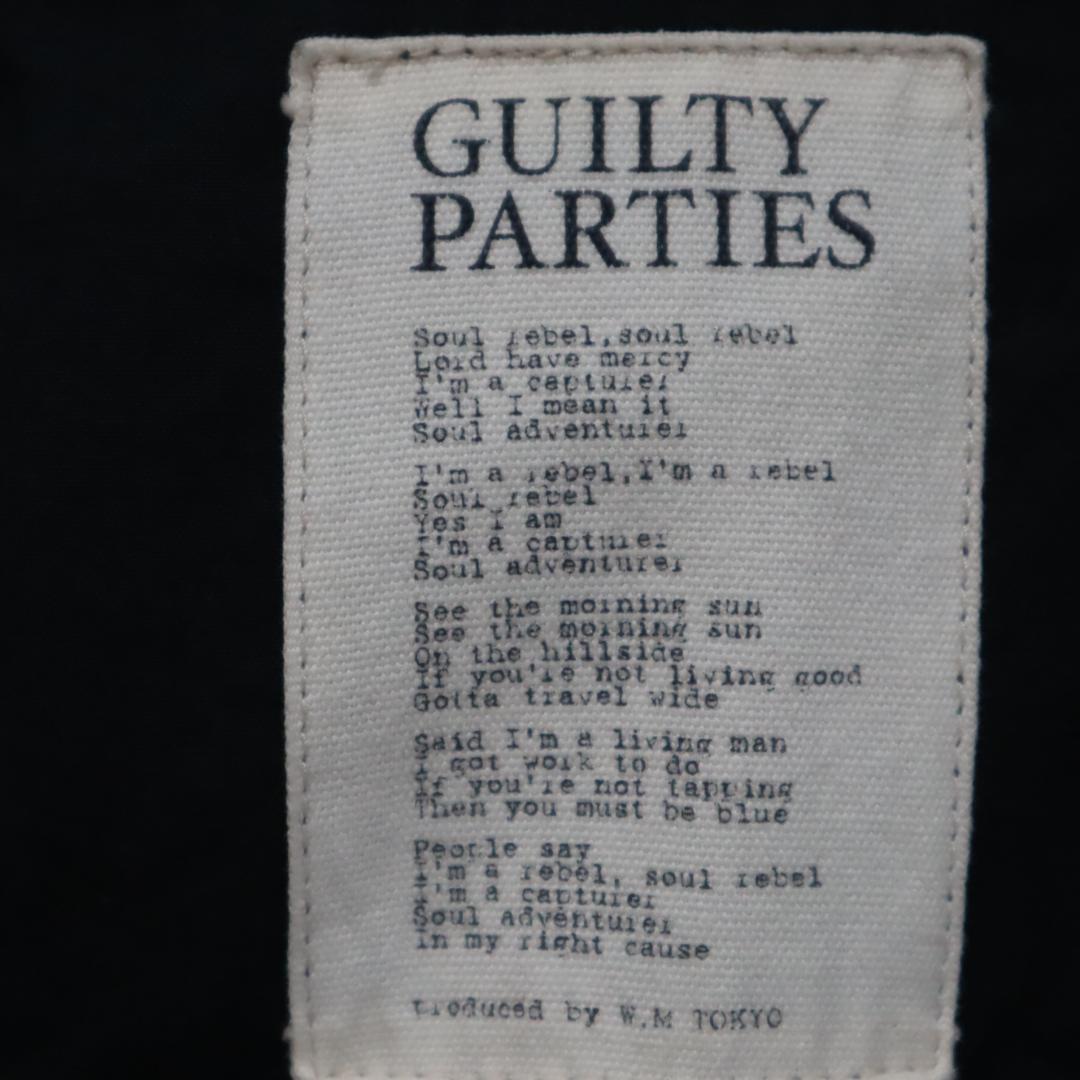 GUILTY
PARTIES
Soul rebel,soul rebel
Lord have mercy
I'm a capturer
Well I mean it
Soul adventurer
I'm a rebel,I'm a rebel
Soul rebel
Yes I am
I'm a capturer
Soul adventurer
See the morning sun
See the morning sun
On the hillside
If you're not living good
Gotta travel wide
Said I'm a living man
I got work to do
If you're not tapping
Then you must be blue
People say
I'm a rebel, soul rebel
I'm a capturer
Soul adventurer
In my right cause
produced by W.M TOKYO